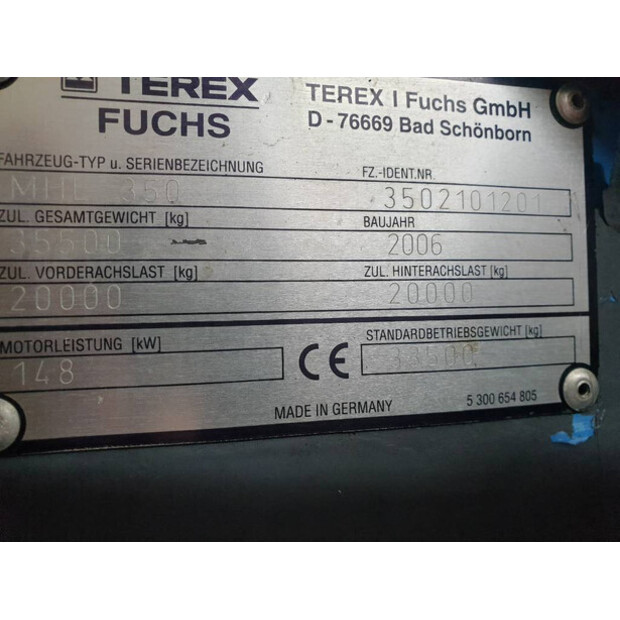 TEREX
FUCHS
TEREX I Fuchs GmbH
D - 76669 Bad Schönborn
FAHRZEUG-TYP u. SERIENBEZEICHNUNG
MHL 350
FZ.-IDENT.NR.
3502101201
ZUL. GESAMTGEWICHT [kg]
35500
BAUJAHR
2006
ZUL. VORDERACHSLAST [kg]
20000
ZUL. HINTERACHSLAST [kg]
20000
MOTORLEISTUNG [kW]
148
CE
STANDARDBETRIEBSGEWICHT [kg]
MADE IN GERMANY
5 300 654 805